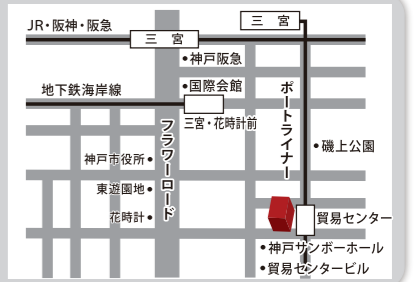 三 宮
JR・阪神・阪急
三 宮
•神戸阪急
•国際会館
地下鉄海岸線
三宮・花時計前
ポートライナー
フラワーロード
•磯上公園
神戸市役所•
東遊園地•
花時計•
貿易センター
•神戸サンボーホール
•貿易センタービル